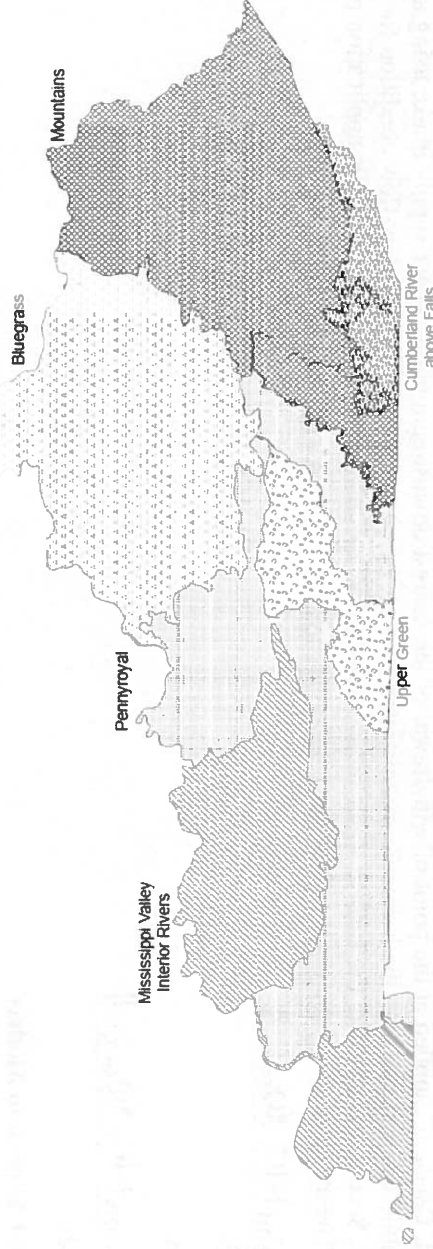 Mountains
Bluegrass
Pennyroyal
Mississippi Valley
Interior Rivers
Upper Green
Cumberland River
above Falls